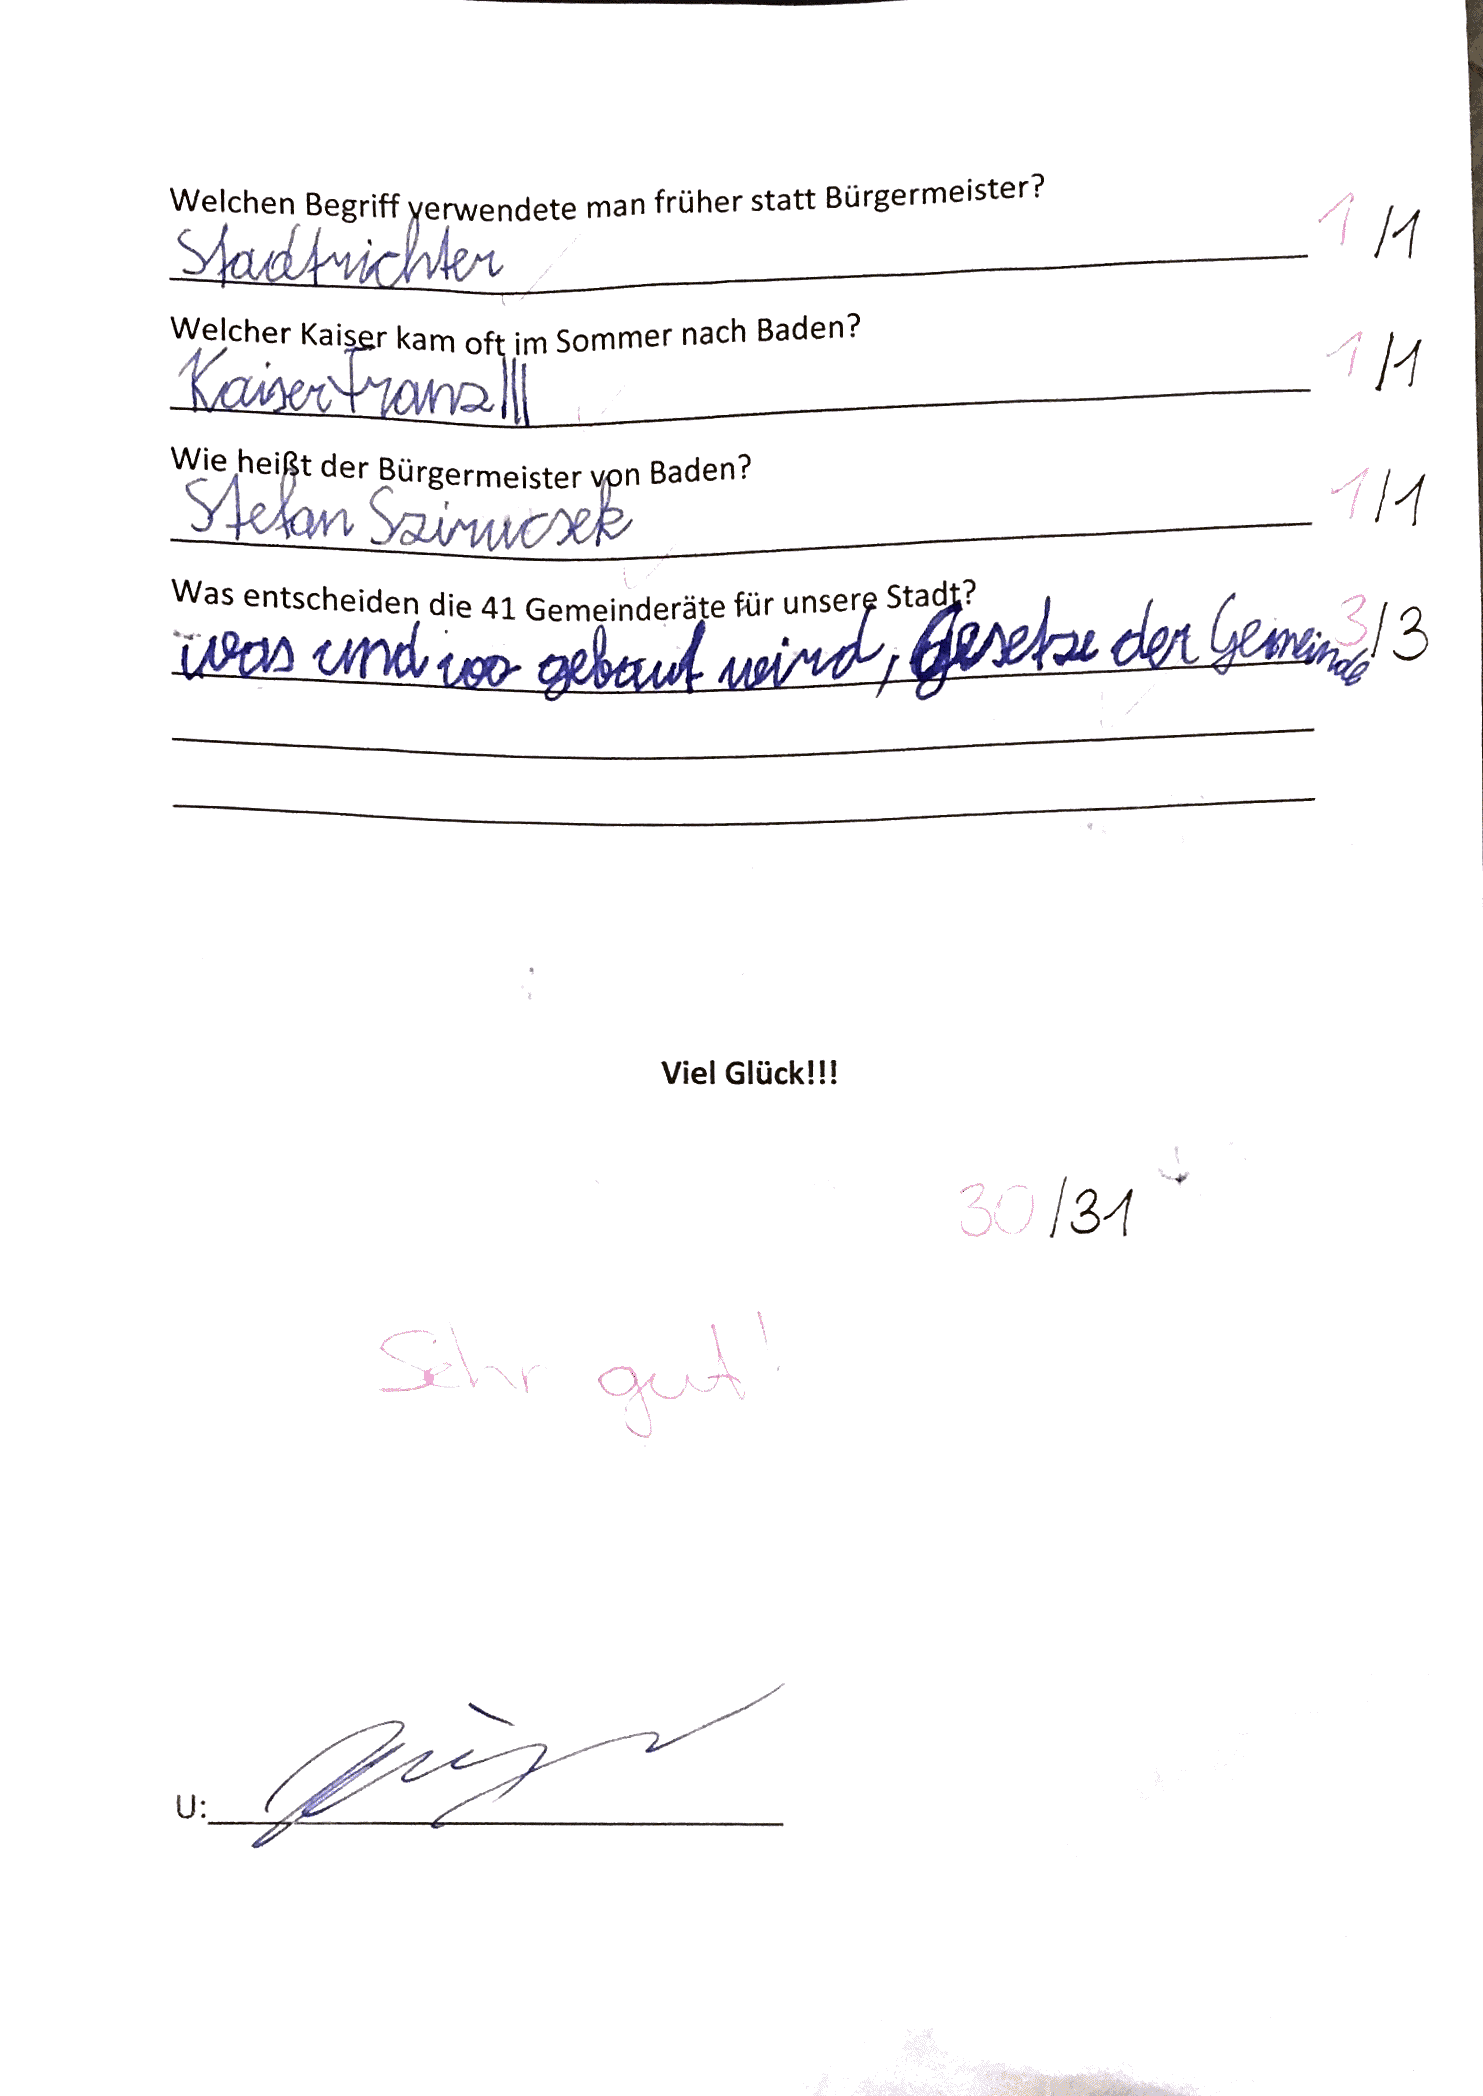 Welchen Begriff verwendete man früher statt Bürgermeister?
Stadtrichter 1/1
Welcher Kaiser kam oft im Sommer nach Baden?
Kaiser Franz III 1/1
Wie heißt der Bürgermeister von Baden?
Stefan Szirucsek 1/1
Was entscheiden die 41 Gemeinderäte für unsere Stadt?
was und wo gebaut wird, Gesetze der Gemeinde 3/3
Viel Glück!!!
30/31
Sehr gut!
U: